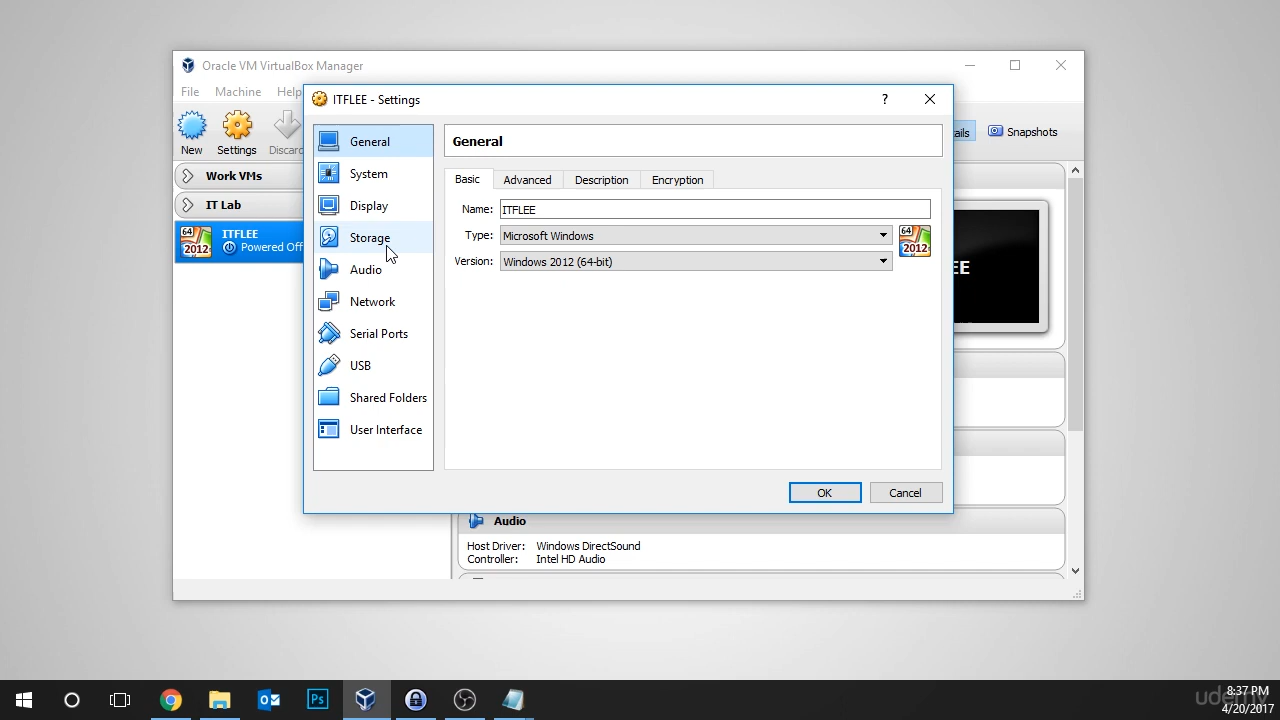 Oracle VM VirtualBox Manager
File Machine Help
New Settings Discard
Snapshots
Work VMs
IT Lab
64
2012
ITFLEE
Powered Off
ITFLEE - Settings
?
General
System
Display
Storage
Audio
Network
Serial Ports
USB
Shared Folders
User Interface
General
Basic Advanced Description Encryption
Name: ITFLEE
Type: Microsoft Windows
Version: Windows 2012 (64-bit)
64
2012
OK Cancel
Audio
Host Driver: Windows DirectSound
Controller: Intel HD Audio
Ps
8:37 PM
4/20/2017
udemy